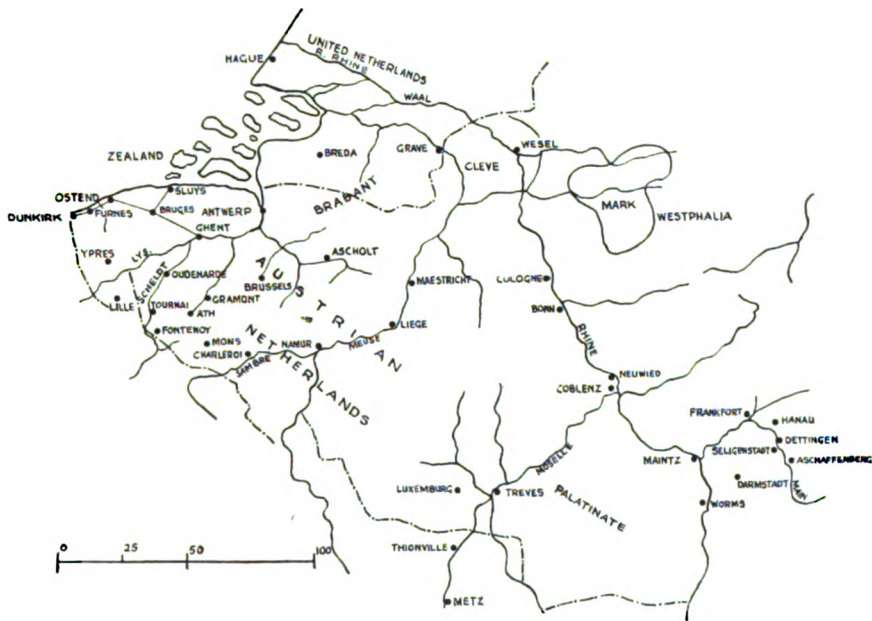 UNITED NETHERLANDS
R. RHINE
HAGUE
WAAL
ZEALAND
BREDA
GRAVE
WESEL
CLEVE
OSTEND
SLUYS
BRABANT
MARK
DUNKIRK
FURNES
BRUGES
ANTWERP
WESTPHALIA
GHENT
YPRES
LYS.
ASCHOLT
SCHELDT
OUDENARDE
BRUSSELS
AUSTRIAN
NETHERLANDS
MAESTRICHT
COLOGNE
LILLE
TOURNAI
GRAMONT
ATH
BONN
FONTENOY
LIEGE
MONS
NAMUR
MEUSE
RHINE
CHARLEROI
SAMBRE
NEUWIED
COBLENZ
FRANKFORT
HANAU
DETTINGEN
MOSELLE
MAINTZ
SELIGENSTADT
ASCHAFFENBERG
DARMSTADT
MAIN
LUXEMBURG
TREVES
PALATINATE
WORMS
THIONVILLE
0 25 50 100
METZ